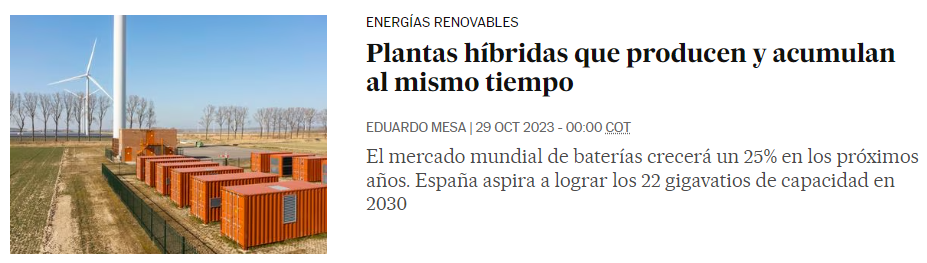 ENERGÍAS RENOVABLES
Plantas híbridas que producen y acumulan
al mismo tiempo
EDUARDO MESA | 29 OCT 2023 - 00:00 COT
El mercado mundial de baterías crecerá un 25% en los próximos
años. España aspira a lograr los 22 gigavatios de capacidad en
2030